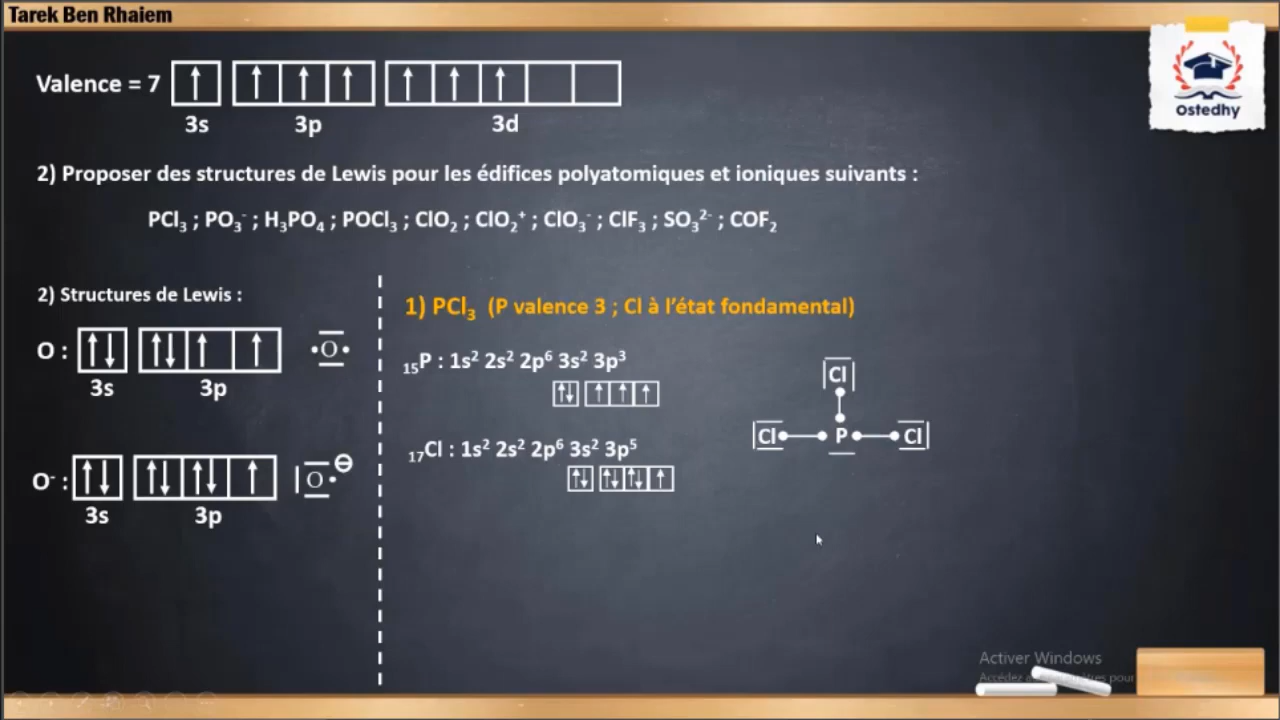 Tarek Ben Rhaiem
Ostedhy
Valence = 7 ↑ ↑ ↑ ↑ ↑ ↑ ↑
3s 3p 3d
2) Proposer des structures de Lewis pour les édifices polyatomiques et ioniques suivants :
PCl₃ ; PO₃⁻ ; H₃PO₄ ; POCl₃ ; ClO₂ ; ClO₂⁺ ; ClO₃⁻ ; ClF₃ ; SO₃²⁻ ; COF₂
2) Structures de Lewis :
O : ↑↓ ↑↓ ↑ ↑ •O•
3s 3p
O⁻ : ↑↓ ↑↓ ↑↓ ↑ |O•⊖
3s 3p
1) PCl₃ (P valence 3 ; Cl à l’état fondamental)
₁₅P : 1s² 2s² 2p⁶ 3s² 3p³
↑↓ ↑ ↑ ↑
₁₇Cl : 1s² 2s² 2p⁶ 3s² 3p⁵
↑↓ ↑↓ ↑↓ ↑
|Cl|
|Cl P Cl|
Activer Windows